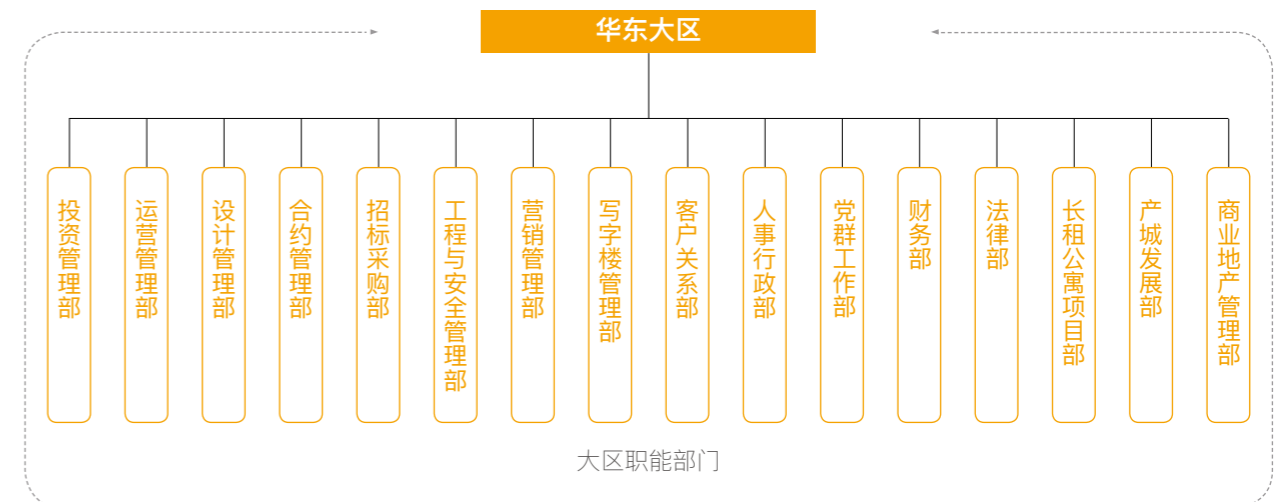 华东大区
投资管理部
运营管理部
设计管理部
合约管理部
招标采购部
工程与安全管理部
营销管理部
写字楼管理部
客户关系部
人事行政部
党群工作部
财务部
法律部
长租公寓项目部
产城发展部
商业地产管理部
大区职能部门